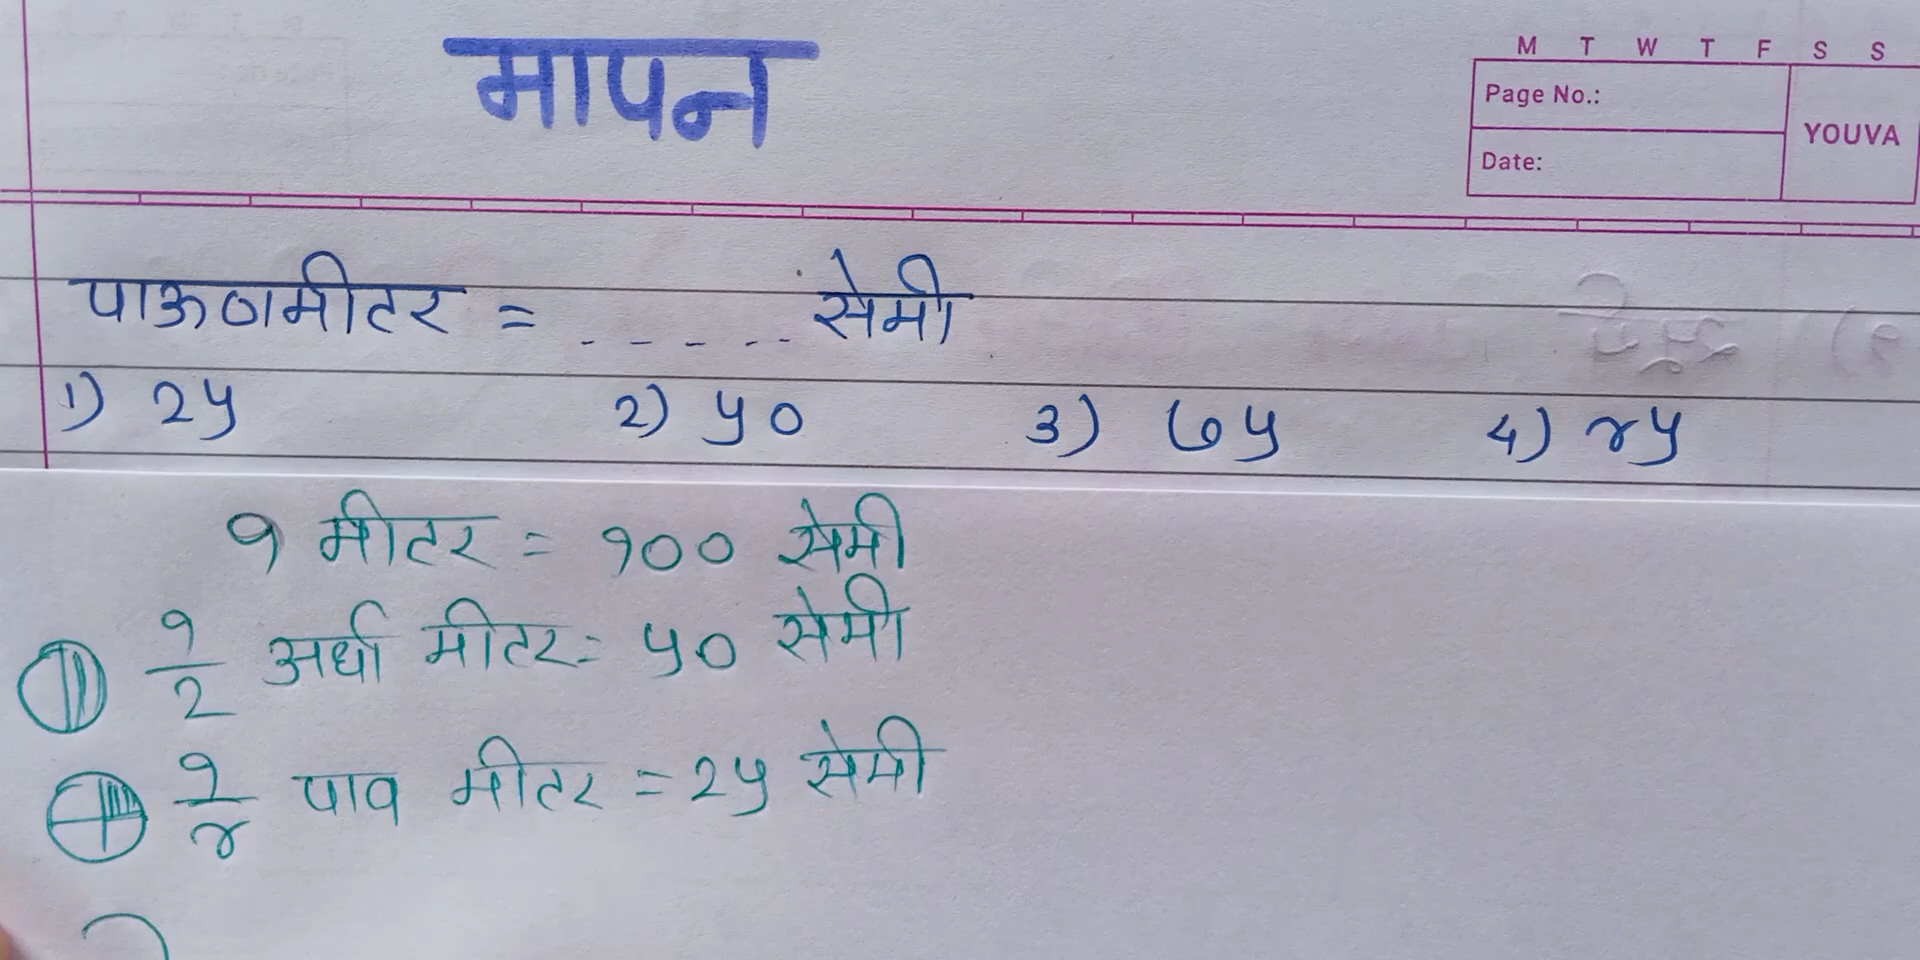 मापन
M T W T F S S
Page No.:
YOUVA
Date:
पाऊणमीटर = ..... सेमी
1) २५ 2) ५० 3) ७५ 4) ४५
१ मीटर = १०० सेमी
१/२ अर्धा मीटर = ५० सेमी
१/४ पाव मीटर = २५ सेमी